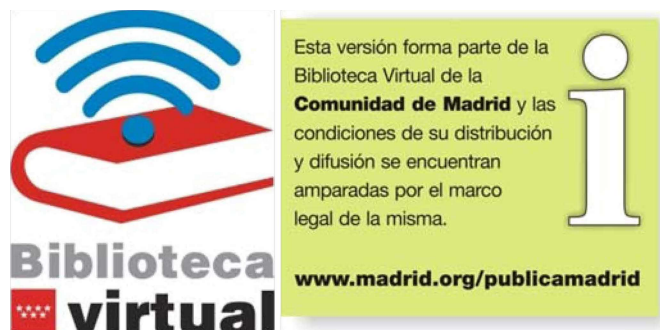 Biblioteca
virtual
Esta versión forma parte de la
Biblioteca Virtual de la
Comunidad de Madrid y las
condiciones de su distribución
y difusión se encuentran
amparadas por el marco
legal de la misma.
www.madrid.org/publicamadrid
i